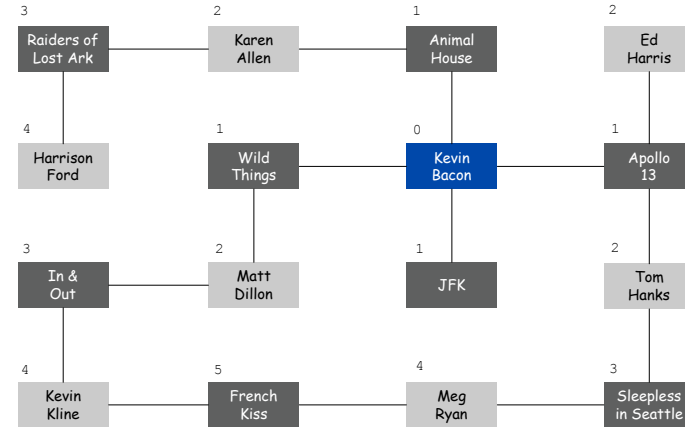 3
Raiders of
Lost Ark
2
Karen
Allen
1
Animal
House
2
Ed
Harris
4
Harrison
Ford
1
Wild
Things
0
Kevin
Bacon
1
Apollo
13
3
In &
Out
2
Matt
Dillon
1
JFK
2
Tom
Hanks
4
Kevin
Kline
5
French
Kiss
4
Meg
Ryan
3
Sleepless
in Seattle